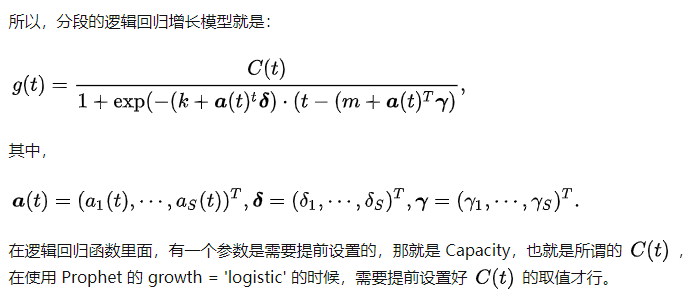 所以，分段的逻辑回归增长模型就是：
g(t) = \frac{C(t)}{1 + \exp(-(k + \boldsymbol{a}(t)^t \boldsymbol{\delta}) \cdot (t - (m + \boldsymbol{a}(t)^T \boldsymbol{\gamma})},
其中，
\boldsymbol{a}(t) = (a_1(t), \cdots, a_S(t))^T, \boldsymbol{\delta} = (\delta_1, \cdots, \delta_S)^T, \boldsymbol{\gamma} = (\gamma_1, \cdots, \gamma_S)^T.
在逻辑回归函数里面，有一个参数是需要提前设置的，那就是 Capacity，也就是所谓的 C(t) ，
在使用 Prophet 的 growth = 'logistic' 的时候，需要提前设置好 C(t) 的取值才行。